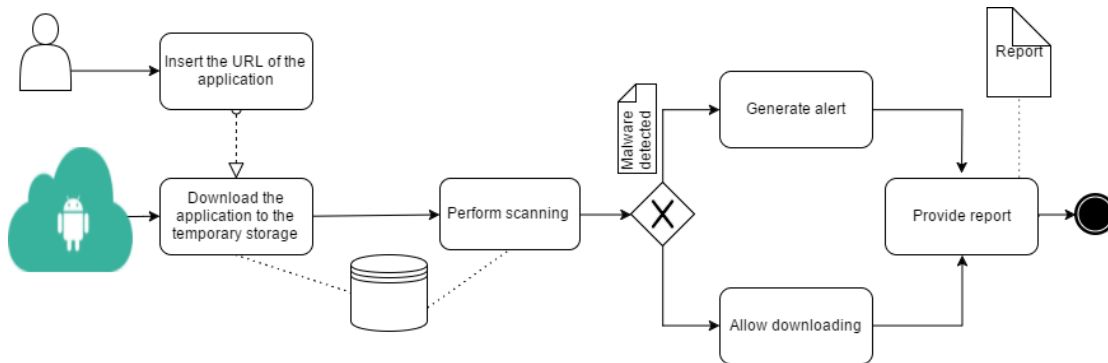 Insert the URL of the
application
Download the
application to the
temporary storage
Perform scanning
Malware
detected
Generate alert
Allow downloading
Report
Provide report